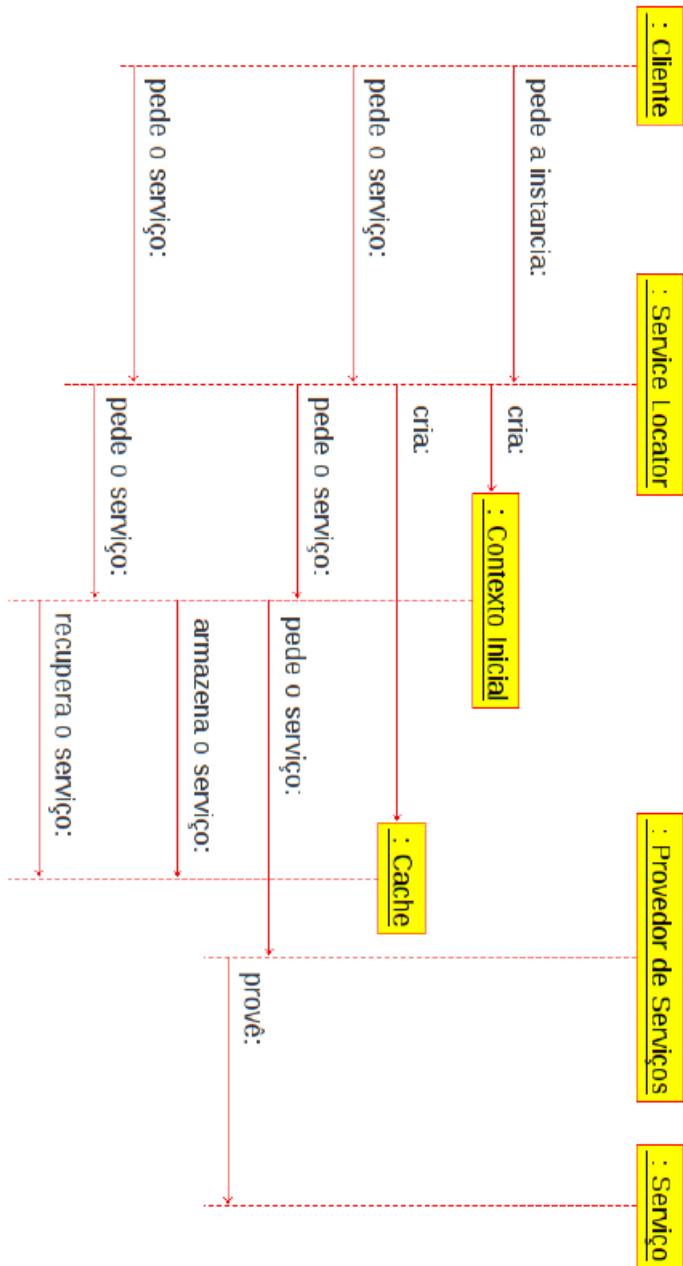 : Cliente
: Service Locator
: Provedor de Serviços
: Serviço
pede a instancia:
cria:
: Contexto Inicial
cria:
: Cache
pede o serviço:
pede o serviço:
pede o serviço:
provê:
armazena o serviço:
pede o serviço:
pede o serviço:
recupera o serviço: